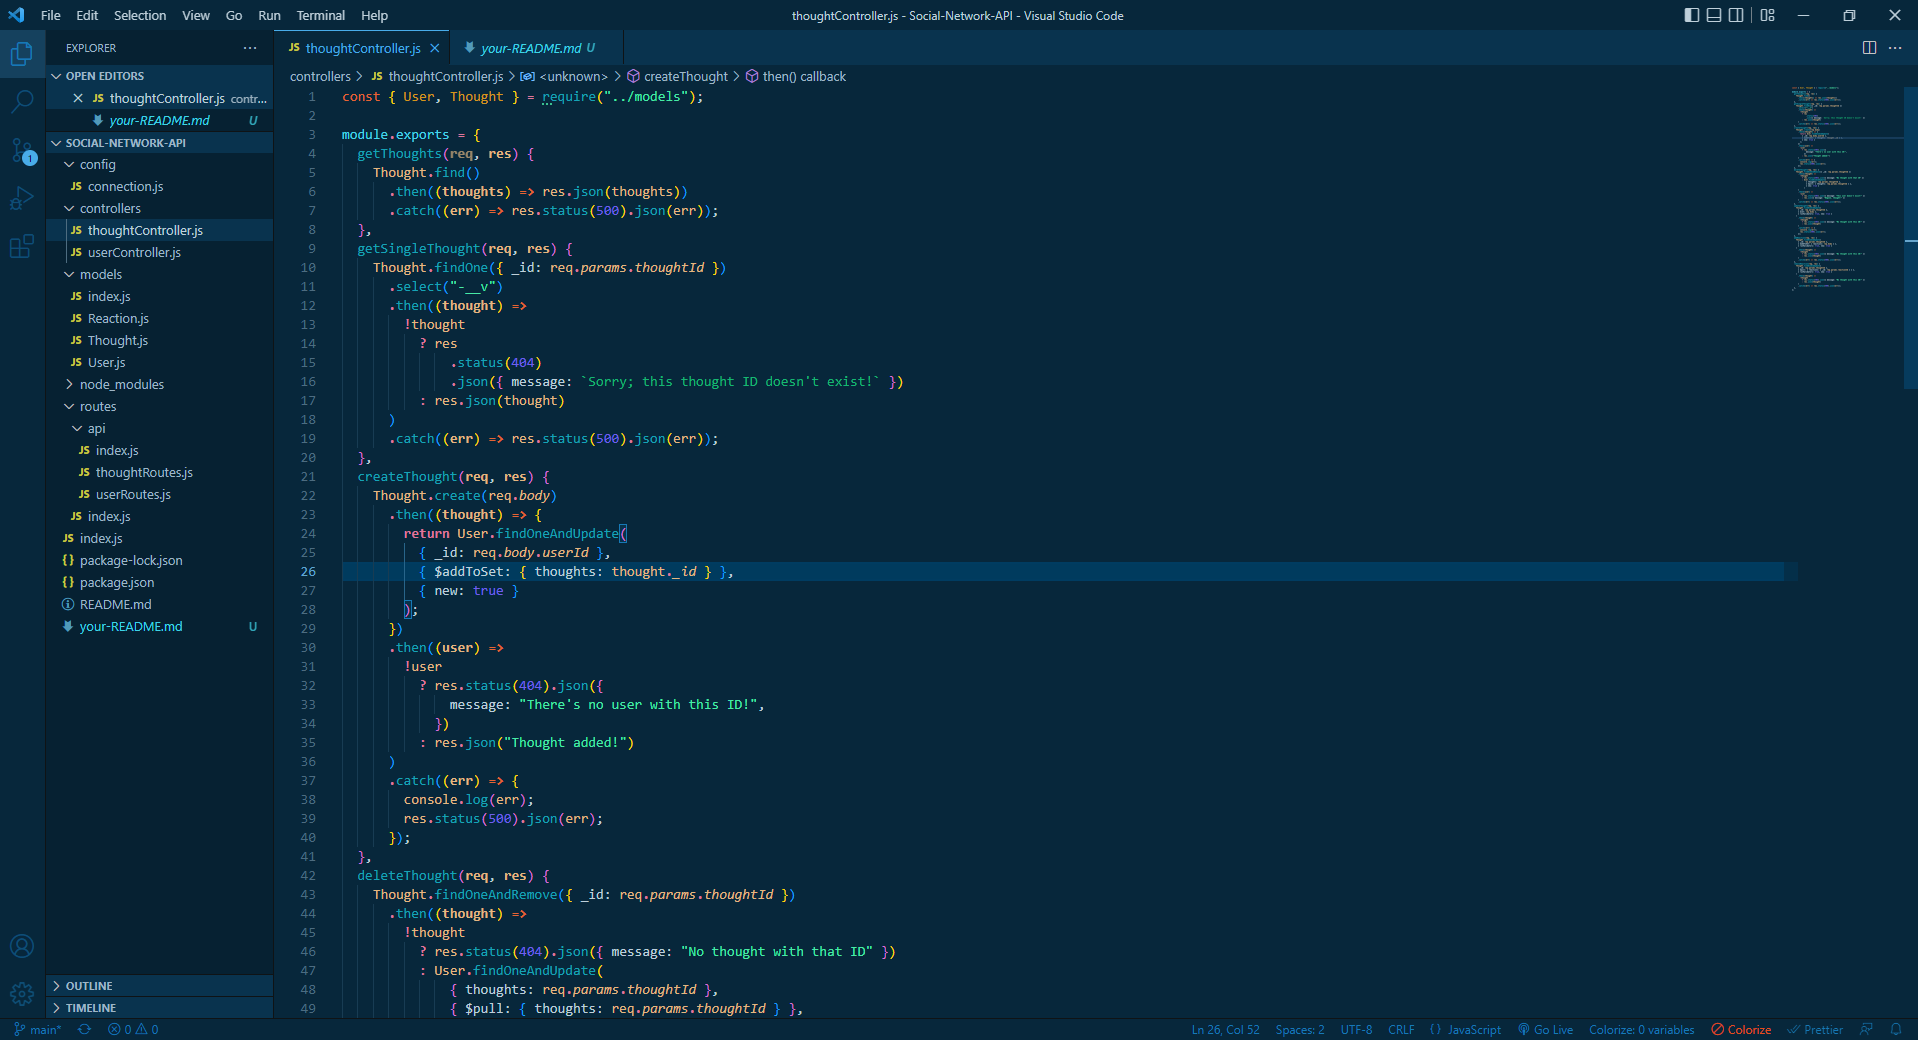 File Edit Selection View Go Run Terminal Help
thoughtController.js - Social-Network-API - Visual Studio Code
EXPLORER
OPEN EDITORS
JS thoughtController.js contr...
your-README.md U
SOCIAL-NETWORK-API
config
JS connection.js
controllers
JS thoughtController.js
JS userController.js
models
JS index.js
JS Reaction.js
JS Thought.js
JS User.js
node_modules
routes
api
JS index.js
JS thoughtRoutes.js
JS userRoutes.js
JS index.js
JS index.js
{} package-lock.json
{} package.json
README.md
your-README.md U
OUTLINE
TIMELINE
1
JS thoughtController.js
your-README.md U
controllers > JS thoughtController.js > <unknown> > createThought > then() callback
1 const { User, Thought } = require("../models");
2
3 module.exports = {
4 getThoughts(req, res) {
5 Thought.find()
6 .then((thoughts) => res.json(thoughts))
7 .catch((err) => res.status(500).json(err));
8 },
9 getSingleThought(req, res) {
10 Thought.findOne({ _id: req.params.thoughtId })
11 .select("-__v")
12 .then((thought) =>
13 !thought
14 ? res
15 .status(404)
16 .json({ message: `Sorry; this thought ID doesn't exist!` })
17 : res.json(thought)
18 )
19 .catch((err) => res.status(500).json(err));
20 },
21 createThought(req, res) {
22 Thought.create(req.body)
23 .then((thought) => {
24 return User.findOneAndUpdate(
25 { _id: req.body.userId },
26 { $addToSet: { thoughts: thought._id } },
27 { new: true }
28 );
29 })
30 .then((user) =>
31 !user
32 ? res.status(404).json({
33 message: "There's no user with this ID!",
34 })
35 : res.json("Thought added!")
36 )
37 .catch((err) => {
38 console.log(err);
39 res.status(500).json(err);
40 });
41 },
42 deleteThought(req, res) {
43 Thought.findOneAndRemove({ _id: req.params.thoughtId })
44 .then((thought) =>
45 !thought
46 ? res.status(404).json({ message: "No thought with that ID" })
47 : User.findOneAndUpdate(
48 { thoughts: req.params.thoughtId },
49 { $pull: { thoughts: req.params.thoughtId } },
main* 0 0
Ln 26, Col 52 Spaces: 2 UTF-8 CRLF {} JavaScript Go Live Colorize: 0 variables Colorize Prettier